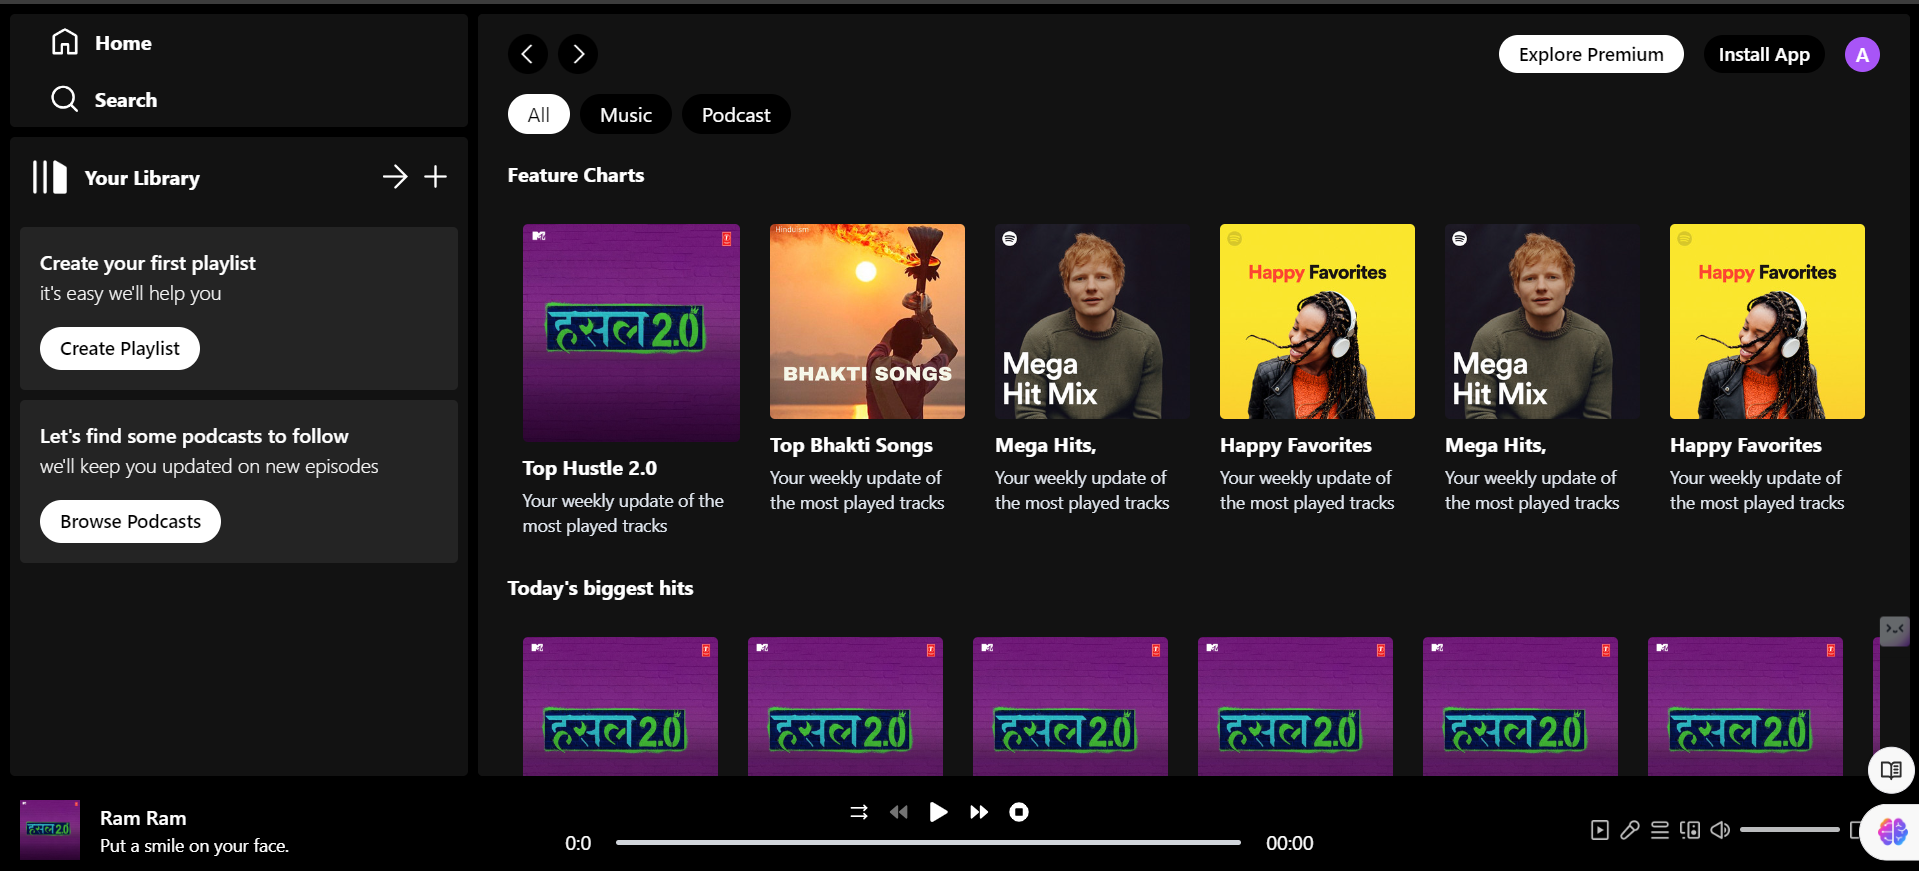 Home
Search
Your Library
Create your first playlist
it's easy we'll help you
Create Playlist
Let's find some podcasts to follow
we'll keep you updated on new episodes
Browse Podcasts
Explore Premium
Install App
A
All
Music
Podcast
Feature Charts
हसल 2.0
Top Hustle 2.0
Your weekly update of the
most played tracks
Hinduism
BHAKTI SONGS
Top Bhakti Songs
Your weekly update of
the most played tracks
Mega
Hit Mix
Mega Hits,
Your weekly update of
the most played tracks
Happy Favorites
Happy Favorites
Your weekly update of
the most played tracks
Mega
Hit Mix
Mega Hits,
Your weekly update of
the most played tracks
Happy Favorites
Happy Favorites
Your weekly update of
the most played tracks
Today's biggest hits
हसल 2.0
हसल 2.0
हसल 2.0
हसल 2.0
हसल 2.0
हसल 2.0
हसल 2.0
Ram Ram
Put a smile on your face.
0:0
00:00